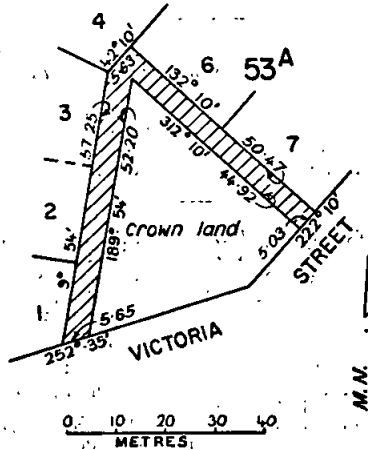 4
42° 10'
5.63
6
53A
132° 10'
3
57.25
52.20
312° 10'
50.47
7
44.92
2
189° 54'
Crown land
222° 10'
5.03
STREET
9° 54'
1
5.65
252° 35'
VICTORIA
M.N.
0 10 20 30 40
METRES